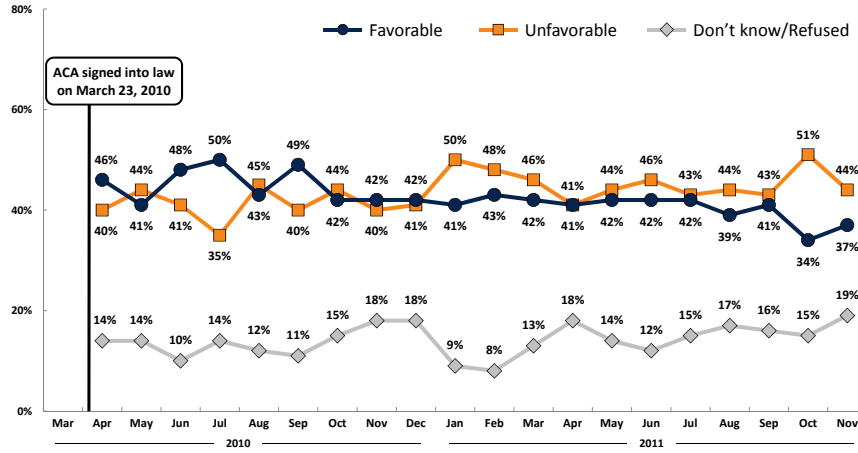 80%
Favorable Unfavorable Don't know/Refused
ACA signed into law
on March 23, 2010
60%
46% 44% 48% 50% 45% 49% 44% 42% 42% 50% 48% 46% 41% 44% 46% 43% 44% 43% 51% 44%
40%
40% 41% 41% 35% 43% 40% 42% 40% 41% 41% 43% 42% 41% 42% 42% 42% 39% 41% 34% 37%
20%
14% 14% 10% 14% 12% 11% 15% 18% 18% 9% 8% 13% 18% 14% 12% 15% 17% 16% 15% 19%
0%
Mar Apr May Jun Jul Aug Sep Oct Nov Dec Jan Feb Mar Apr May Jun Jul Aug Sep Oct Nov
2010 2011